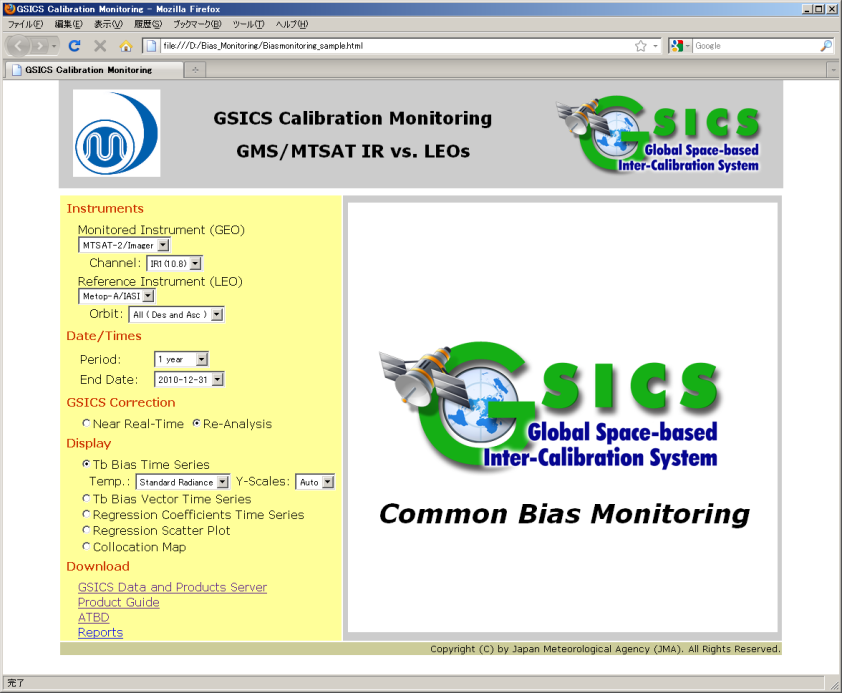 GSICS Calibration Monitoring - Mozilla Firefox
ファイル(F) 編集(E) 表示(V) 履歴(S) ブックマーク(B) ツール(T) ヘルプ(H)
file:///D:/Bias_Monitoring/Biasmonitoring_sample.html
Google
GSICS Calibration Monitoring
GSICS Calibration Monitoring
GMS/MTSAT IR vs. LEOs
GSICS
Global Space-based
Inter-Calibration System
Instruments
Monitored Instrument (GEO)
MTSAT-2/Imager
Channel: IR1(10.8)
Reference Instrument (LEO)
Metop-A/IASI
Orbit: All ( Des and Asc )
Date/Times
Period: 1 year
End Date: 2010-12-31
GSICS Correction
Near Real-Time Re-Analysis
Display
Tb Bias Time Series
Temp.: Standard Radiance Y-Scales: Auto
Tb Bias Vector Time Series
Regression Coefficients Time Series
Regression Scatter Plot
Collocation Map
Download
GSICS Data and Products Server
Product Guide
ATBD
Reports
GSICS
Global Space-based
Inter-Calibration System
Common Bias Monitoring
Copyright (C) by Japan Meteorological Agency (JMA). All Rights Reserved.
完了